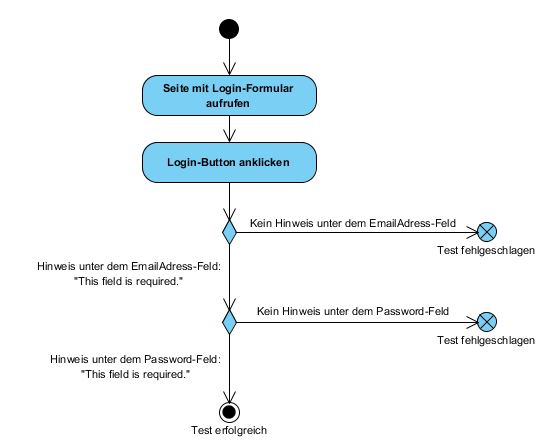 Seite mit Login-Formular
aufrufen
Login-Button anklicken
Kein Hinweis unter dem EmailAdress-Feld
Test fehlgeschlagen
Hinweis unter dem EmailAdress-Feld:
"This field is required."
Kein Hinweis unter dem Password-Feld
Test fehlgeschlagen
Hinweis unter dem Password-Feld:
"This field is required."
Test erfolgreich